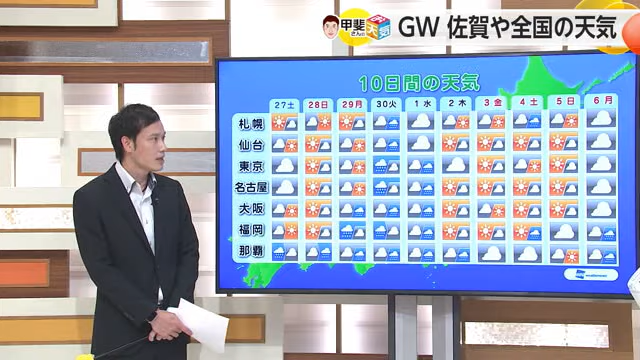 甲斐さんの天気
GW 佐賀や全国の天気
10日間の天気
27土 28日 29月 30火 1水 2木 3金 4土 5日 6月
札幌
仙台
東京
名古屋
大阪
福岡
那覇